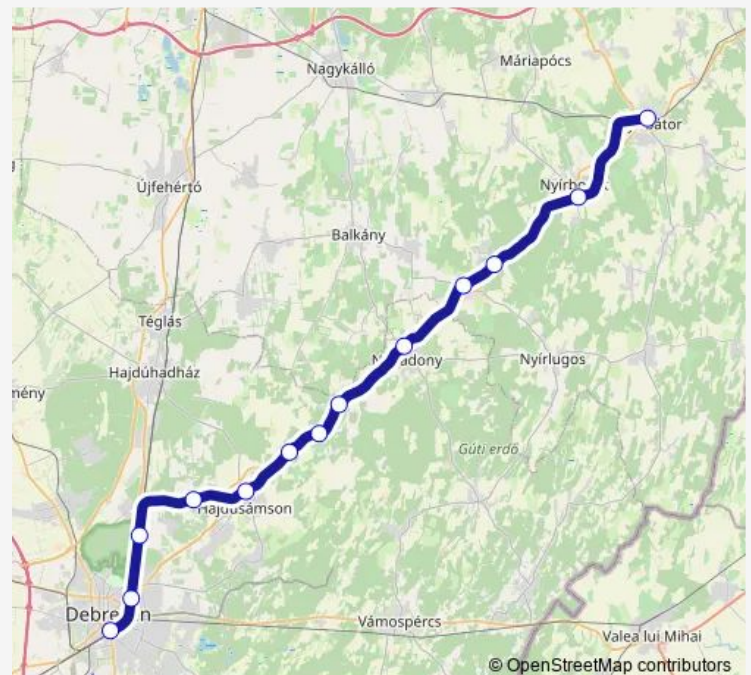 Máriapócs
Nagykálló
Újfehértó
Balkány
Téglás
Nyírlugos
Hajdúhadház
Gúti erdő
Hajdúsámson
Vámospércs
Valea lui Mihai
© OpenStreetMap contributors